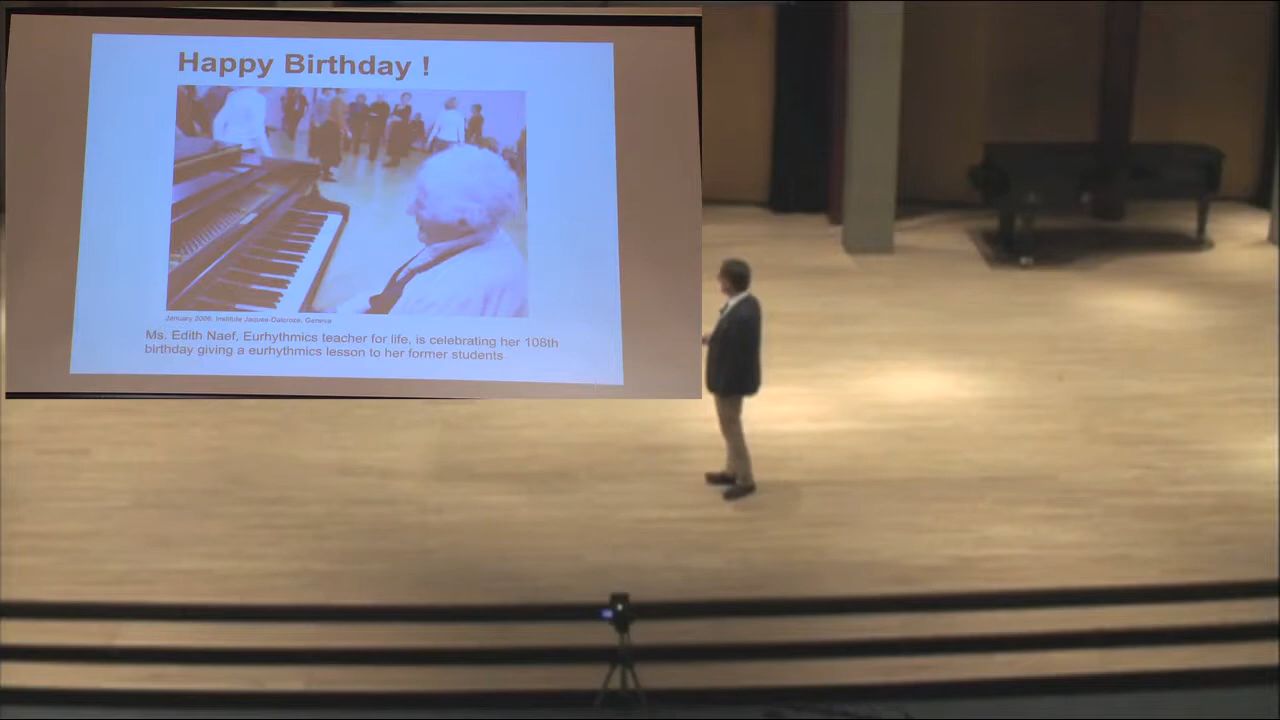 Happy Birthday !
January 2006: Institute Jaques-Dalcroze, Geneva
Ms. Edith Naef, Eurhythmics teacher for life, is celebrating her 108th
birthday giving a eurhythmics lesson to her former students